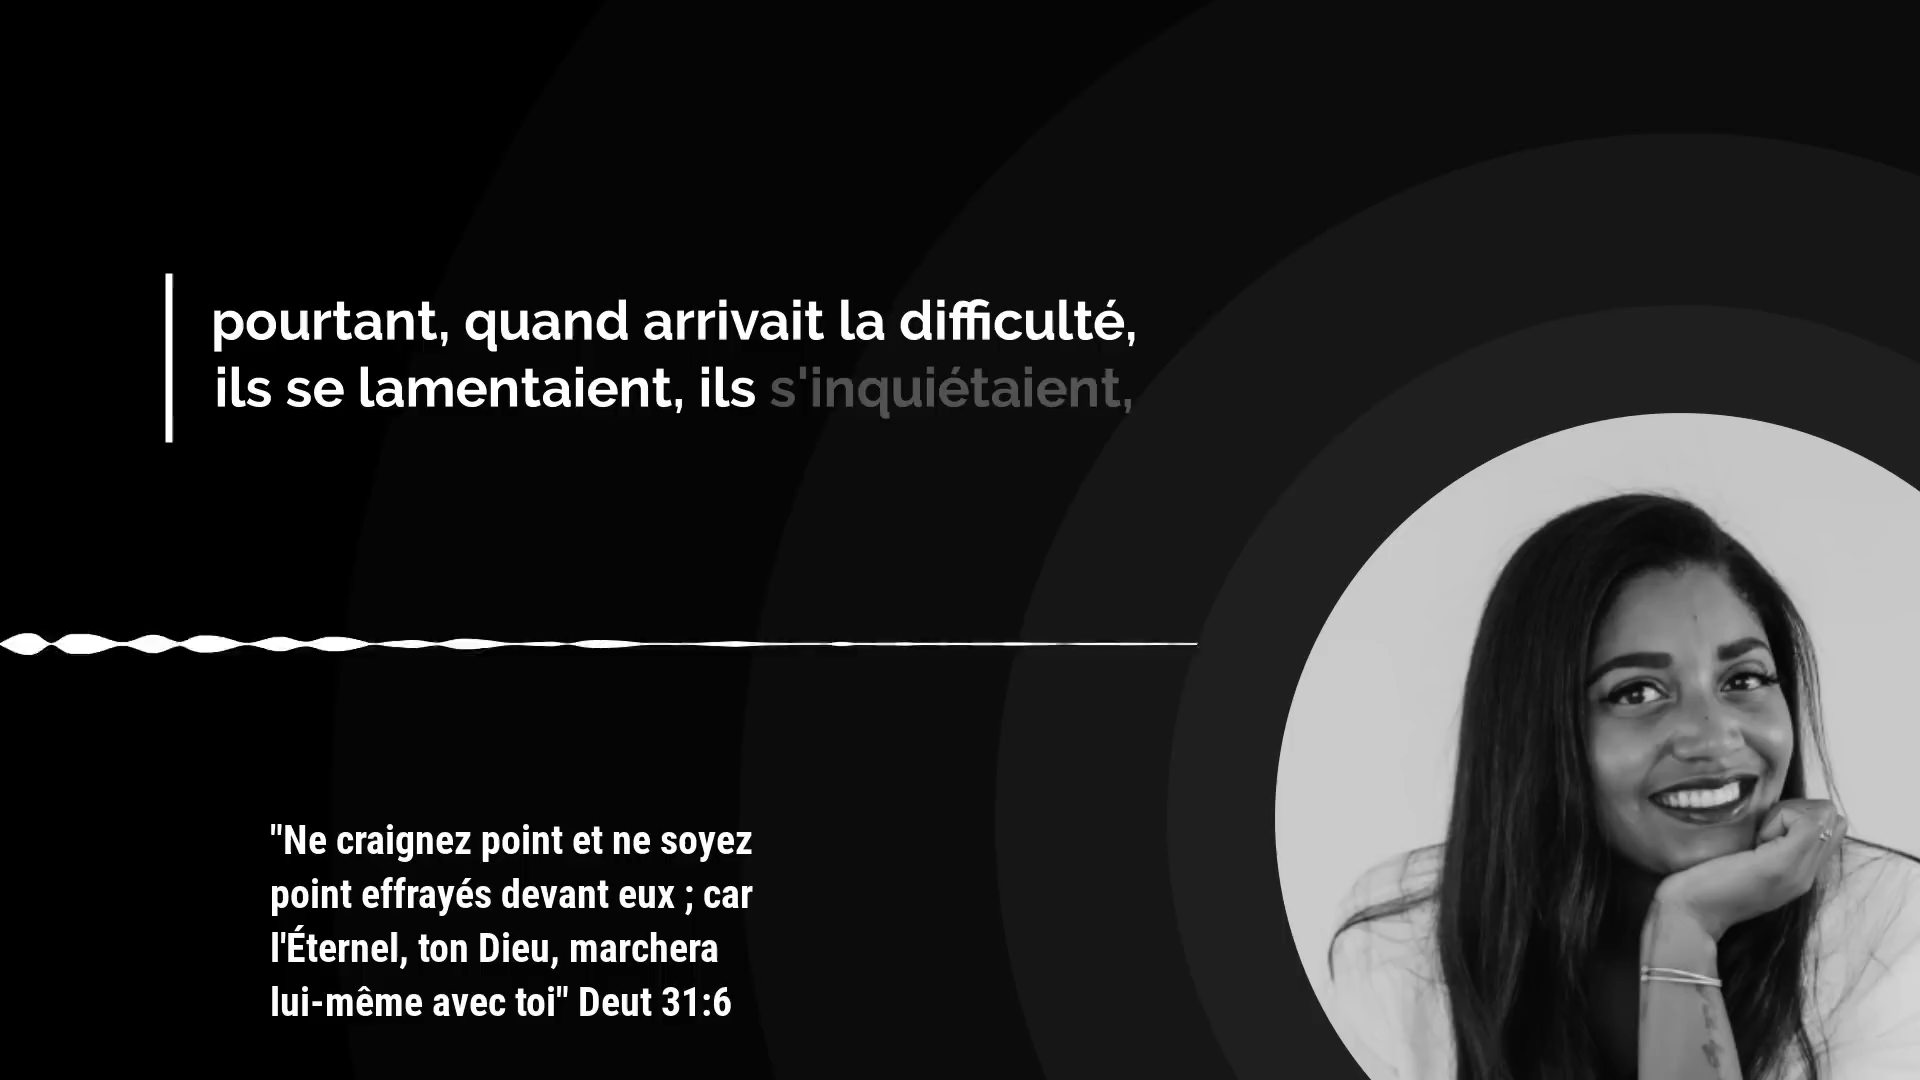 pourtant, quand arrivait la difficulté,
ils se lamentaient, ils s'inquiétaient,
"Ne craignez point et ne soyez
point effrayés devant eux ; car
l'Éternel, ton Dieu, marchera
lui-même avec toi" Deut 31:6